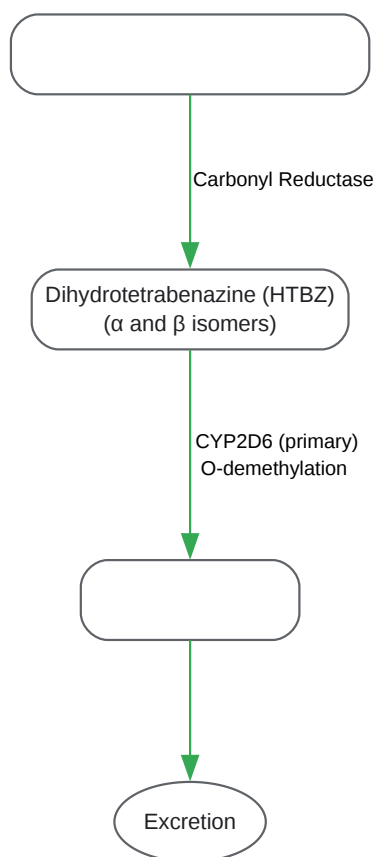 Carbonyl Reductase
Dihydrotetrabenazine (HTBZ)
(α and β isomers)
CYP2D6 (primary)
O-demethylation
Excretion